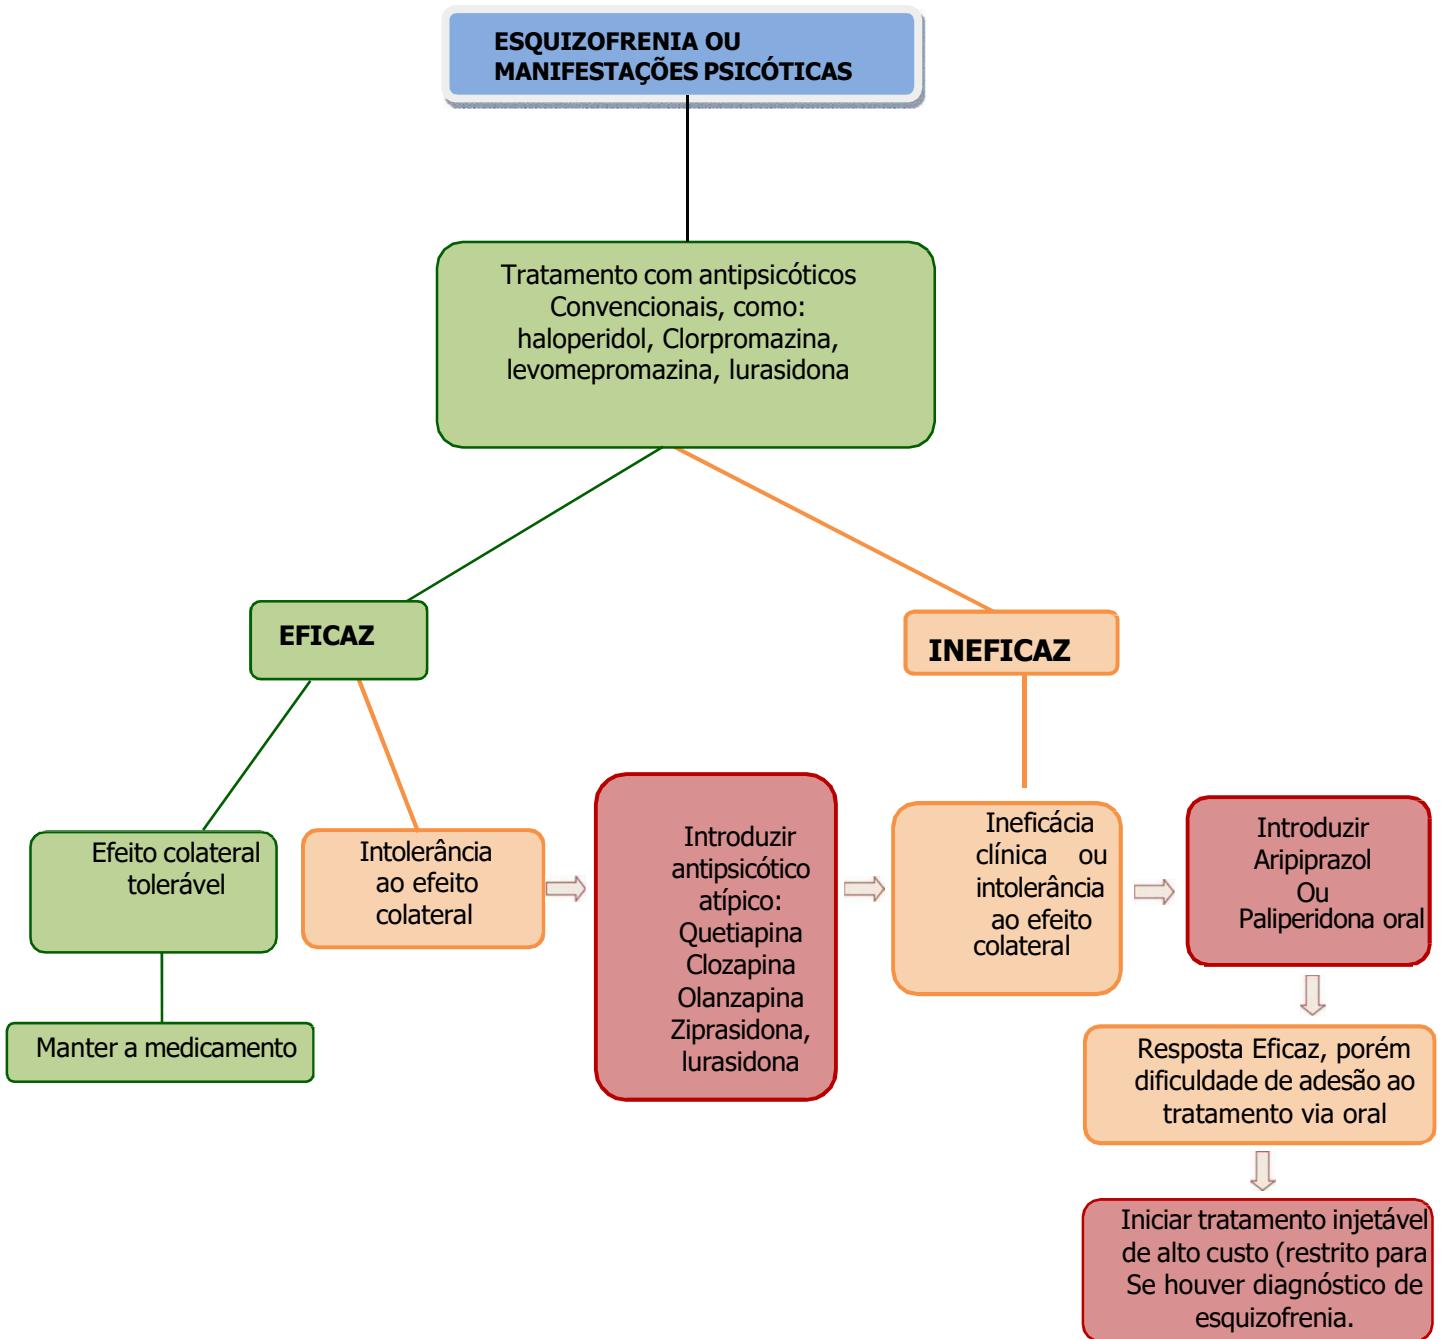 ESQUIZOFRENIA OU
MANIFESTAÇÕES PSICÓTICAS
Tratamento com antipsicóticos
Convencionais, como:
haloperidol, Clorpromazina,
levomepromazina, lurasidona
EFICAZ
INEFICAZ
Efeito colateral
tolerável
Intolerância
ao efeito
colateral
Introduzir
antipsicótico
atípico:
Quetiapina
Clozapina
Olanzapina
Ziprasidona,
lurasidona
Ineficácia
clínica ou
intolerância
ao efeito
colateral
Introduzir
Aripiprazol
Ou
Paliperidona oral
Manter a medicamento
Resposta Eficaz, porém
dificuldade de adesão ao
tratamento via oral
Iniciar tratamento injetável
de alto custo (restrito para
Se houver diagnóstico de
esquizofrenia.